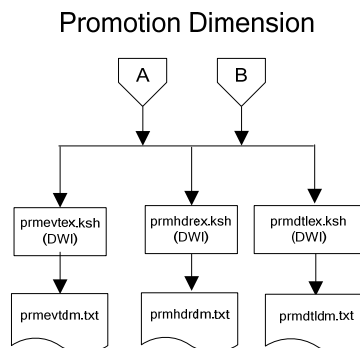 Promotion Dimension
A
B
prmevtex.ksh
(DWI)
prmhdrex.ksh
(DWI)
prmdtlex.ksh
(DWI)
prmevtdm.txt
prmhdrdm.txt
prmdtldm.txt